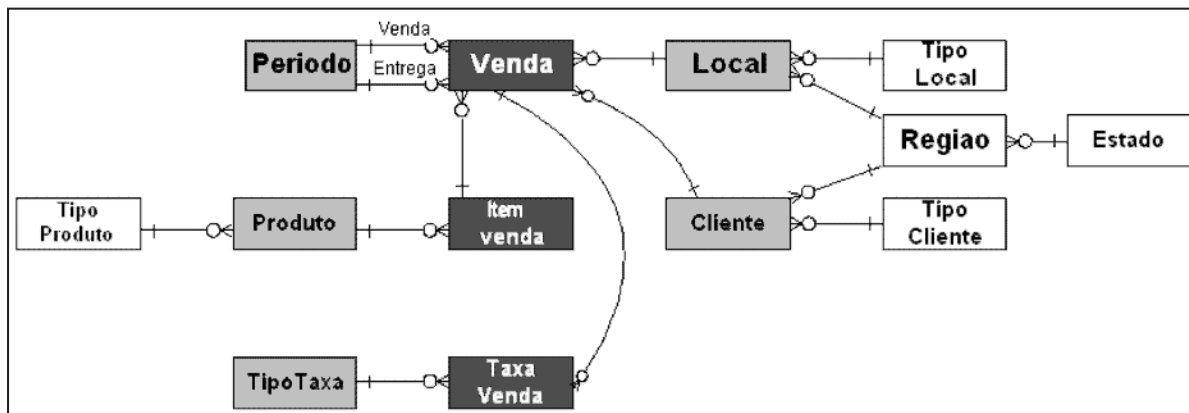 Venda
Periodo
Entrega
Venda
Local
Tipo
Local
Regiao
Estado
Tipo
Produto
Produto
Item
venda
Cliente
Tipo
Cliente
TipoTaxa
Taxa
Venda